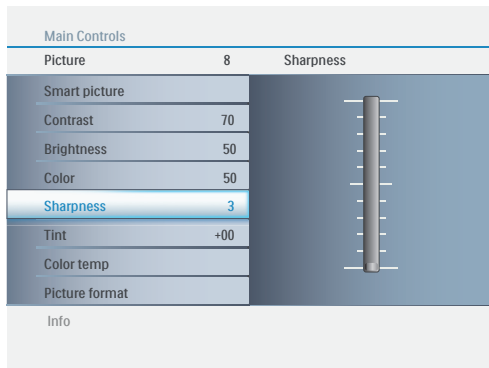 Main Controls
Picture 8 Sharpness
Smart picture
Contrast 70
Brightness 50
Color 50
Sharpness 3
Tint +00
Color temp
Picture format
Info